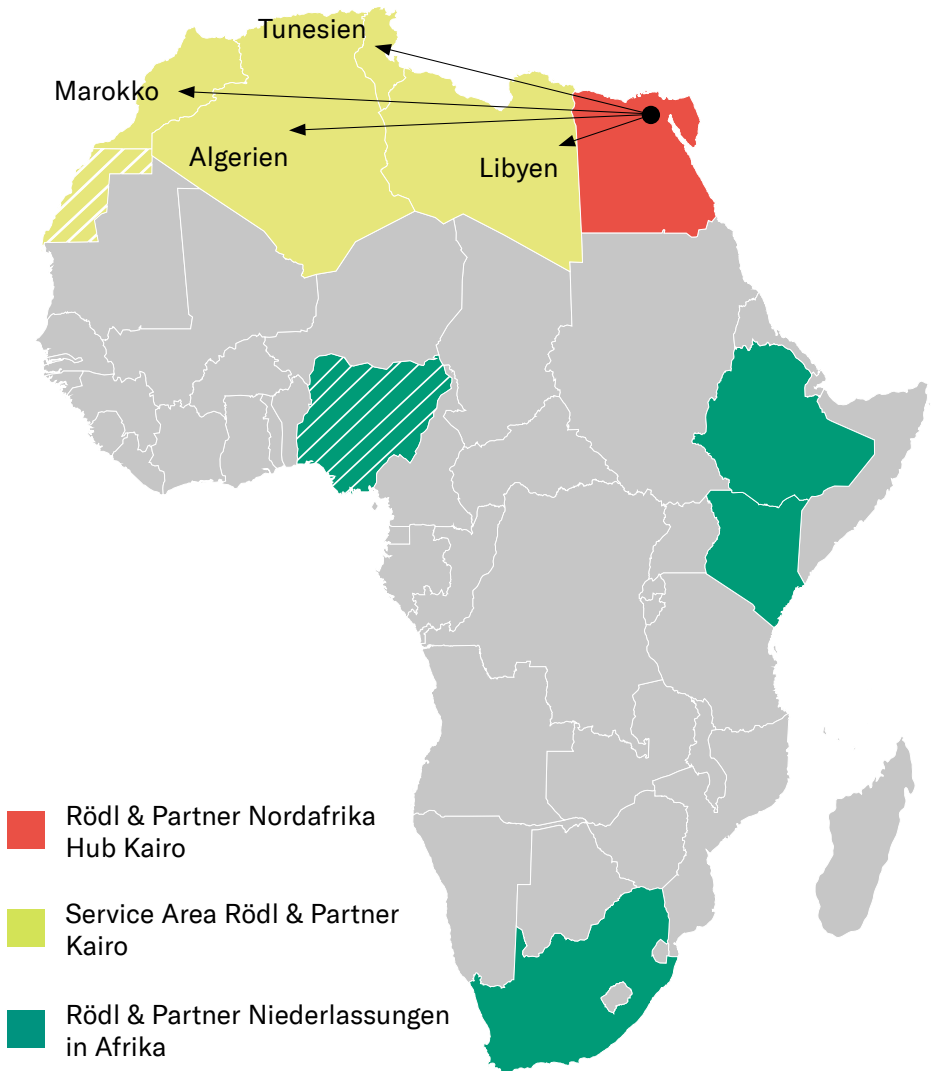 Tunesien
Marokko
Algerien
Libyen
Rödl & Partner Nordafrika
Hub Kairo
Service Area Rödl & Partner
Kairo
Rödl & Partner Niederlassungen
in Afrika